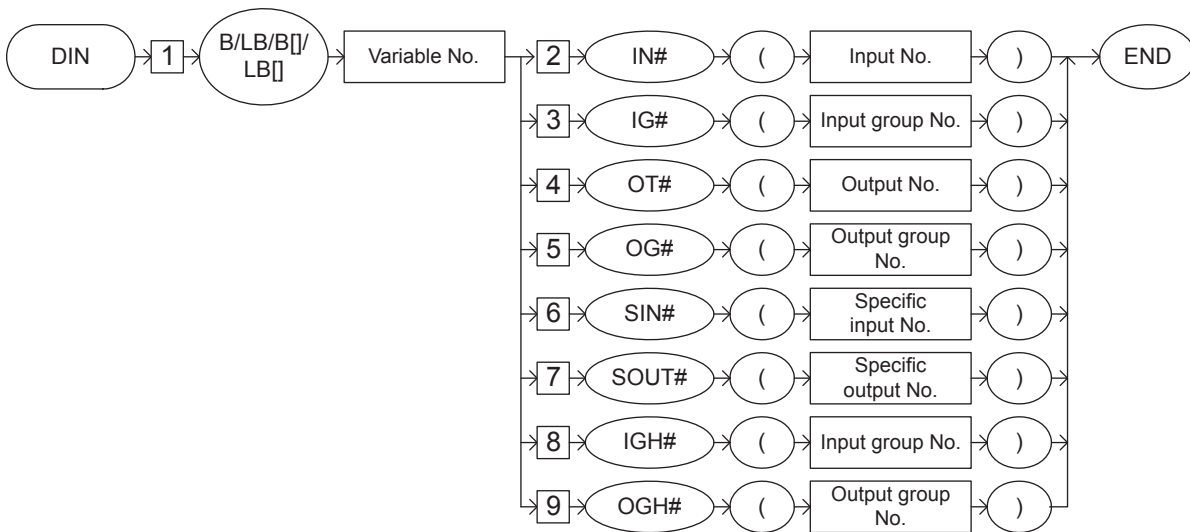 DIN
1
B/LB/B[]/
LB[]
Variable No.
2
IN#
(
Input No.
)
END
3
IG#
(
Input group No.
)
4
OT#
(
Output No.
)
5
OG#
(
Output group
No.
)
6
SIN#
(
Specific
input No.
)
7
SOUT#
(
Specific
output No.
)
8
IGH#
(
Input group No.
)
9
OGH#
(
Output group
No.
)